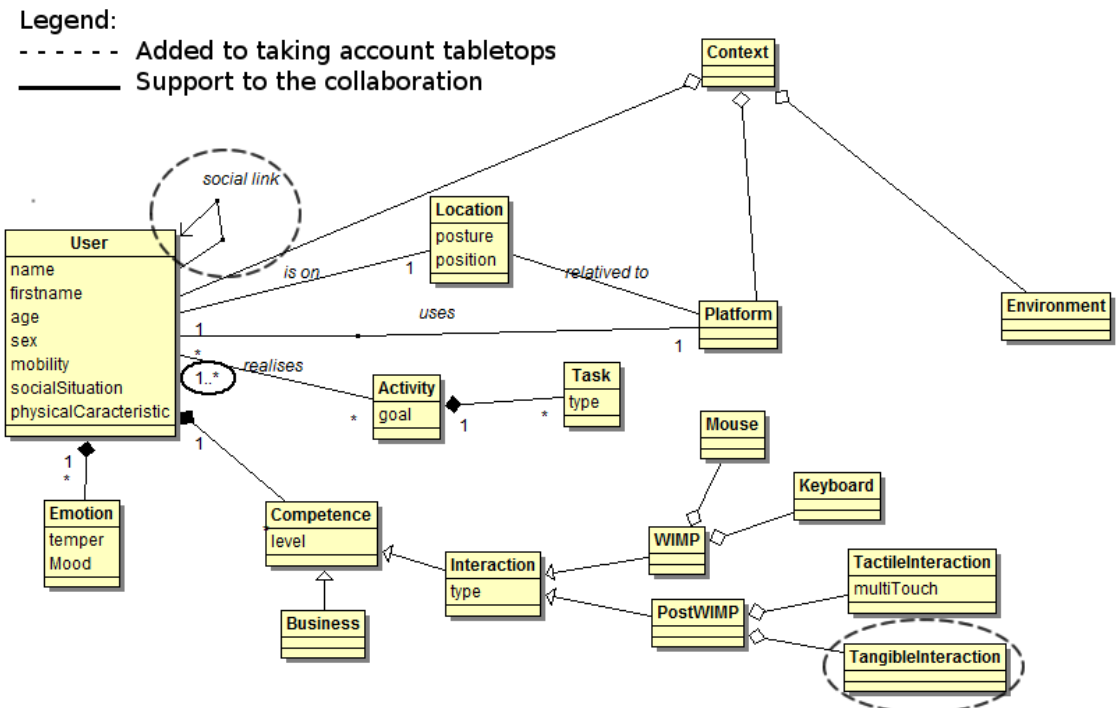 Legend:
Added to taking account tabletops
Support to the collaboration
Context
social link
User
name
firstname
age
sex
mobility
socialSituation
physicalCaracteristic
Location
posture
position
is on
1
relatived to
Platform
Environment
uses
1
*
1
1..*
realises
Activity
goal
*
1
Task
type
*
1
1
*
Emotion
temper
Mood
Competence
level
*
Business
Interaction
type
WIMP
Mouse
Keyboard
PostWIMP
TactileInteraction
multiTouch
TangibleInteraction